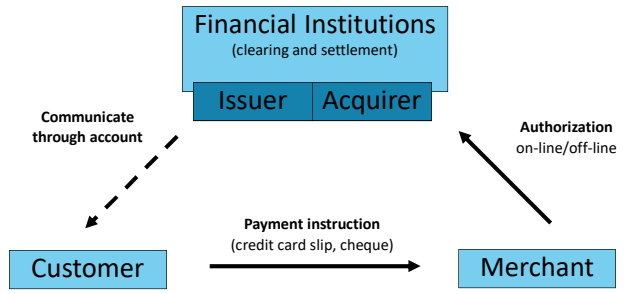 Financial Institutions
(clearing and settlement)
Issuer
Acquirer
Communicate
through account
Authorization
on-line/off-line
Payment instruction
(credit card slip, cheque)
Customer
Merchant